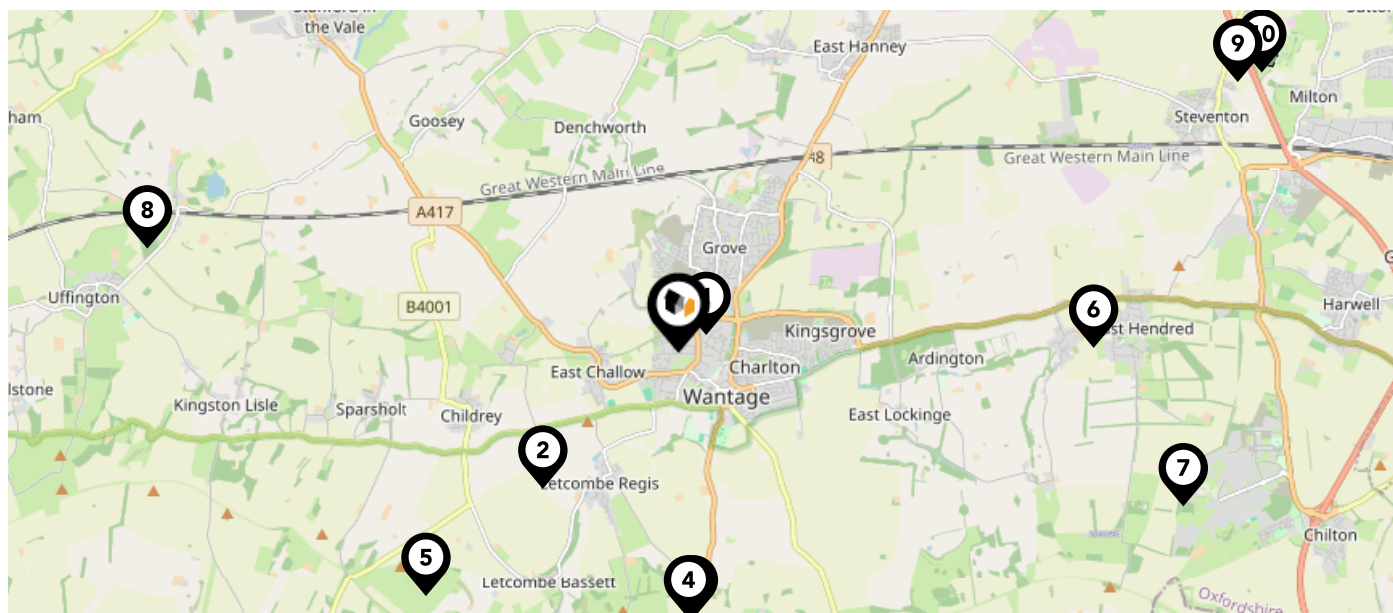 the Vale
East Hanney
9
Milton
Goosey
Denchworth
Steventon
Great Western Main Line
Great Western Main Line
8
A417
Grove
Uffington
B4001
6
Harwell
Kingsgrove
Ardington
East Challow
Charlton
Kingston Lisle
Sparsholt
Childrey
Wantage
East Lockinge
2
7
Letcombe Regis
Chilton
5
4
Letcombe Bassett
Oxfordshire